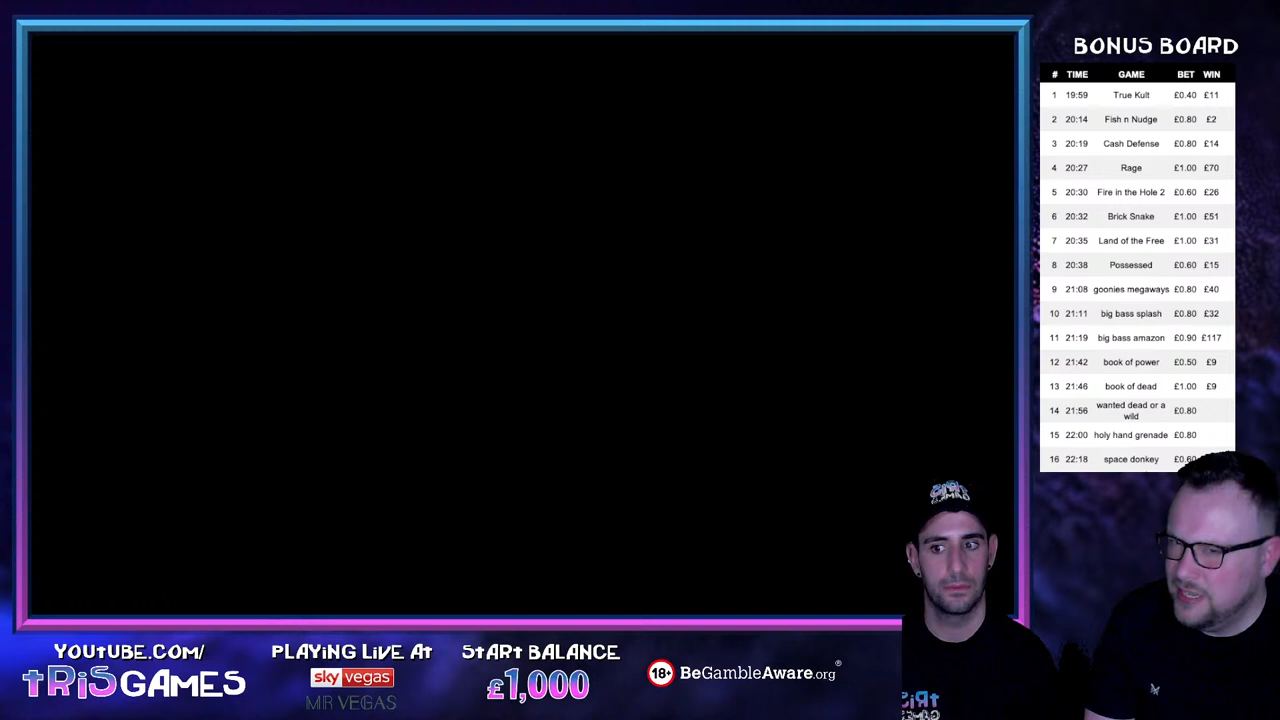 BONUS BOARD
# TIME GAME BET WIN
1 19:59 True Kult £0.40 £11
2 20:14 Fish n Nudge £0.80 £2
3 20:19 Cash Defense £0.80 £14
4 20:27 Rage £1.00 £70
5 20:30 Fire in the Hole 2 £0.60 £26
6 20:32 Brick Snake £1.00 £51
7 20:35 Land of the Free £1.00 £31
8 20:38 Possessed £0.60 £15
9 21:08 goonies megaways £0.80 £40
10 21:11 big bass splash £0.80 £32
11 21:19 big bass amazon £0.90 £117
12 21:42 book of power £0.50 £9
13 21:46 book of dead £1.00 £9
14 21:56 wanted dead or a £0.80
wild
15 22:00 holy hand grenade £0.80
16 22:18 space donkey £0.60
YOUTUBE.COM/
TRISGAMES
PLAYING LIVE AT
sky vegas
MR VEGAS
START BALANCE
£1,000
18+ BeGambleAware.org®